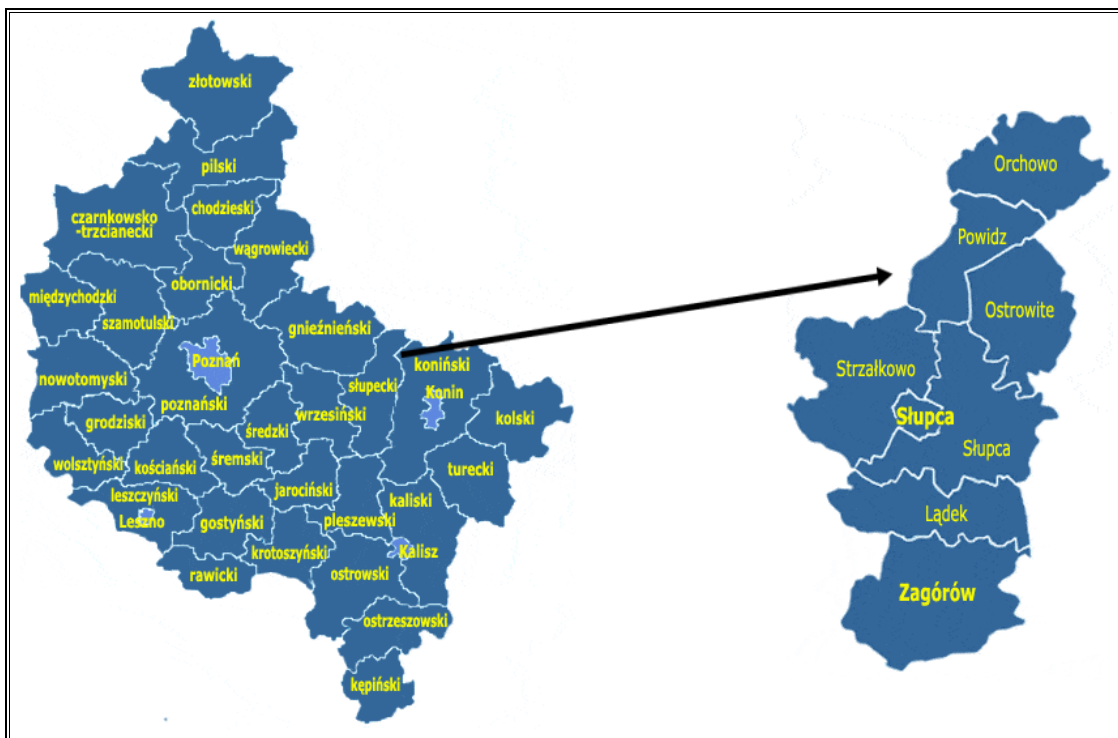 złotowski
pilski
chodzieski
czarnkowsko
-trzcianecki
wągrowiecki
obornicki
międzychodzki
szamotulski
gnieźnieński
Poznań
koniński
nowotomyski
słupecki
Konin
poznański
wrzesiński
kolski
grodziski
średzki
wolsztyński
kościański
śremski
turecki
leszczyński
jarociński
kaliski
Leszno
gostyński
pleszewski
krotoszyński
Kalisz
rawicki
ostrowski
ostrzeszowski
kępiński
Orchowo
Powidz
Ostrowite
Strzałkowo
Słupca
Słupca
Lądek
Zagórów